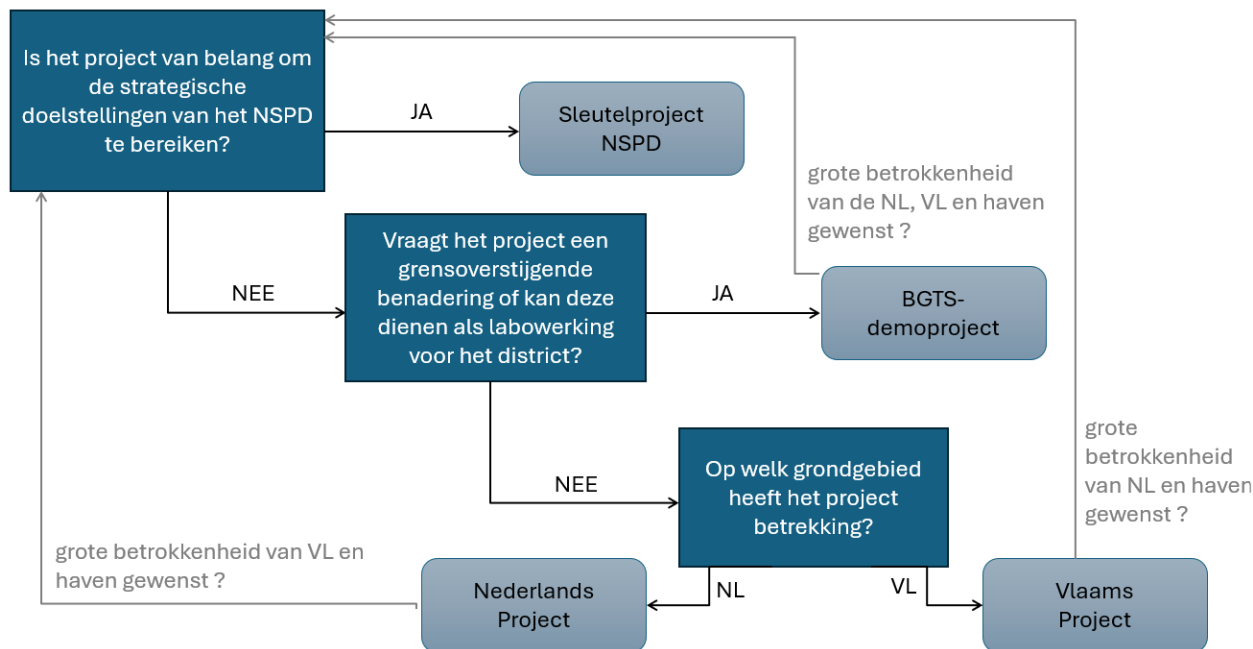 Is het project van belang om
de strategische
doelstellingen van het NSPD
te bereiken?
JA
Sleutelproject
NSPD
grote betrokkenheid
van de NL, VL en haven
gewenst ?
NEE
Vraagt het project een
grensoverstijgende
benadering of kan deze
dienen als labowerking
voor het district?
JA
BGTS-
demoproject
grote
betrokkenheid
van NL en haven
gewenst ?
NEE
Op welk grondgebied
heeft het project
betrekking?
grote betrokkenheid van VL en
haven gewenst ?
Nederlands
Project
NL
VL
Vlaams
Project